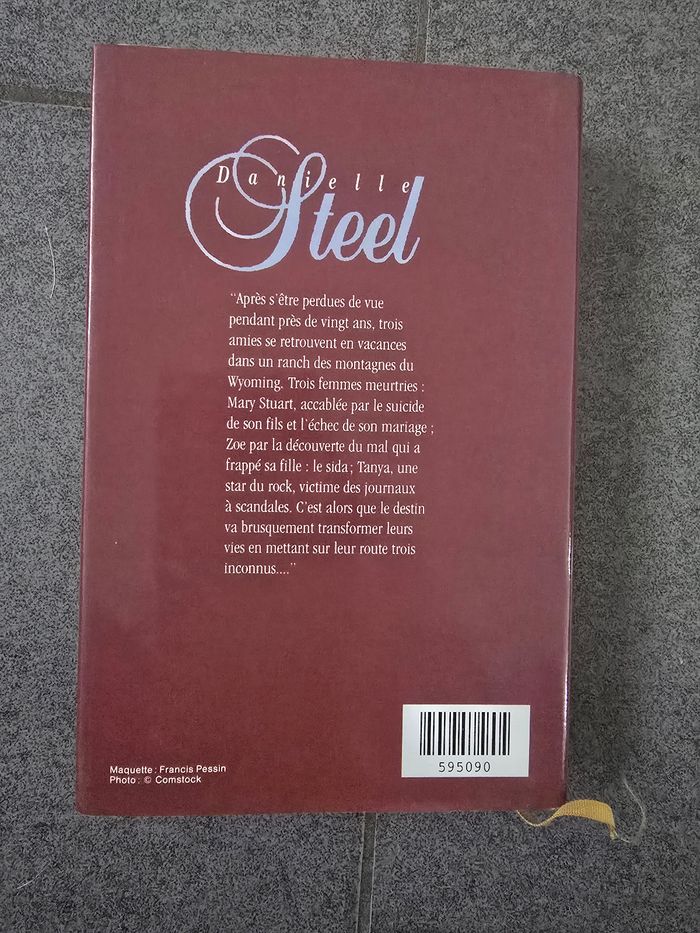 Danielle
Steel
"Après s'être perdues de vue
pendant près de vingt ans, trois
amies se retrouvent en vacances
dans un ranch des montagnes du
Wyoming. Trois femmes meurtries :
Mary Stuart, accablée par le suicide
de son fils et l'échec de son mariage ;
Zoe par la découverte du mal qui a
frappé sa fille : le sida ; Tanya, une
star du rock, victime des journaux
à scandales. C'est alors que le destin
va brusquement transformer leurs
vies en mettant sur leur route trois
inconnus...."
595090
Maquette : Francis Pessin
Photo : © Comstock